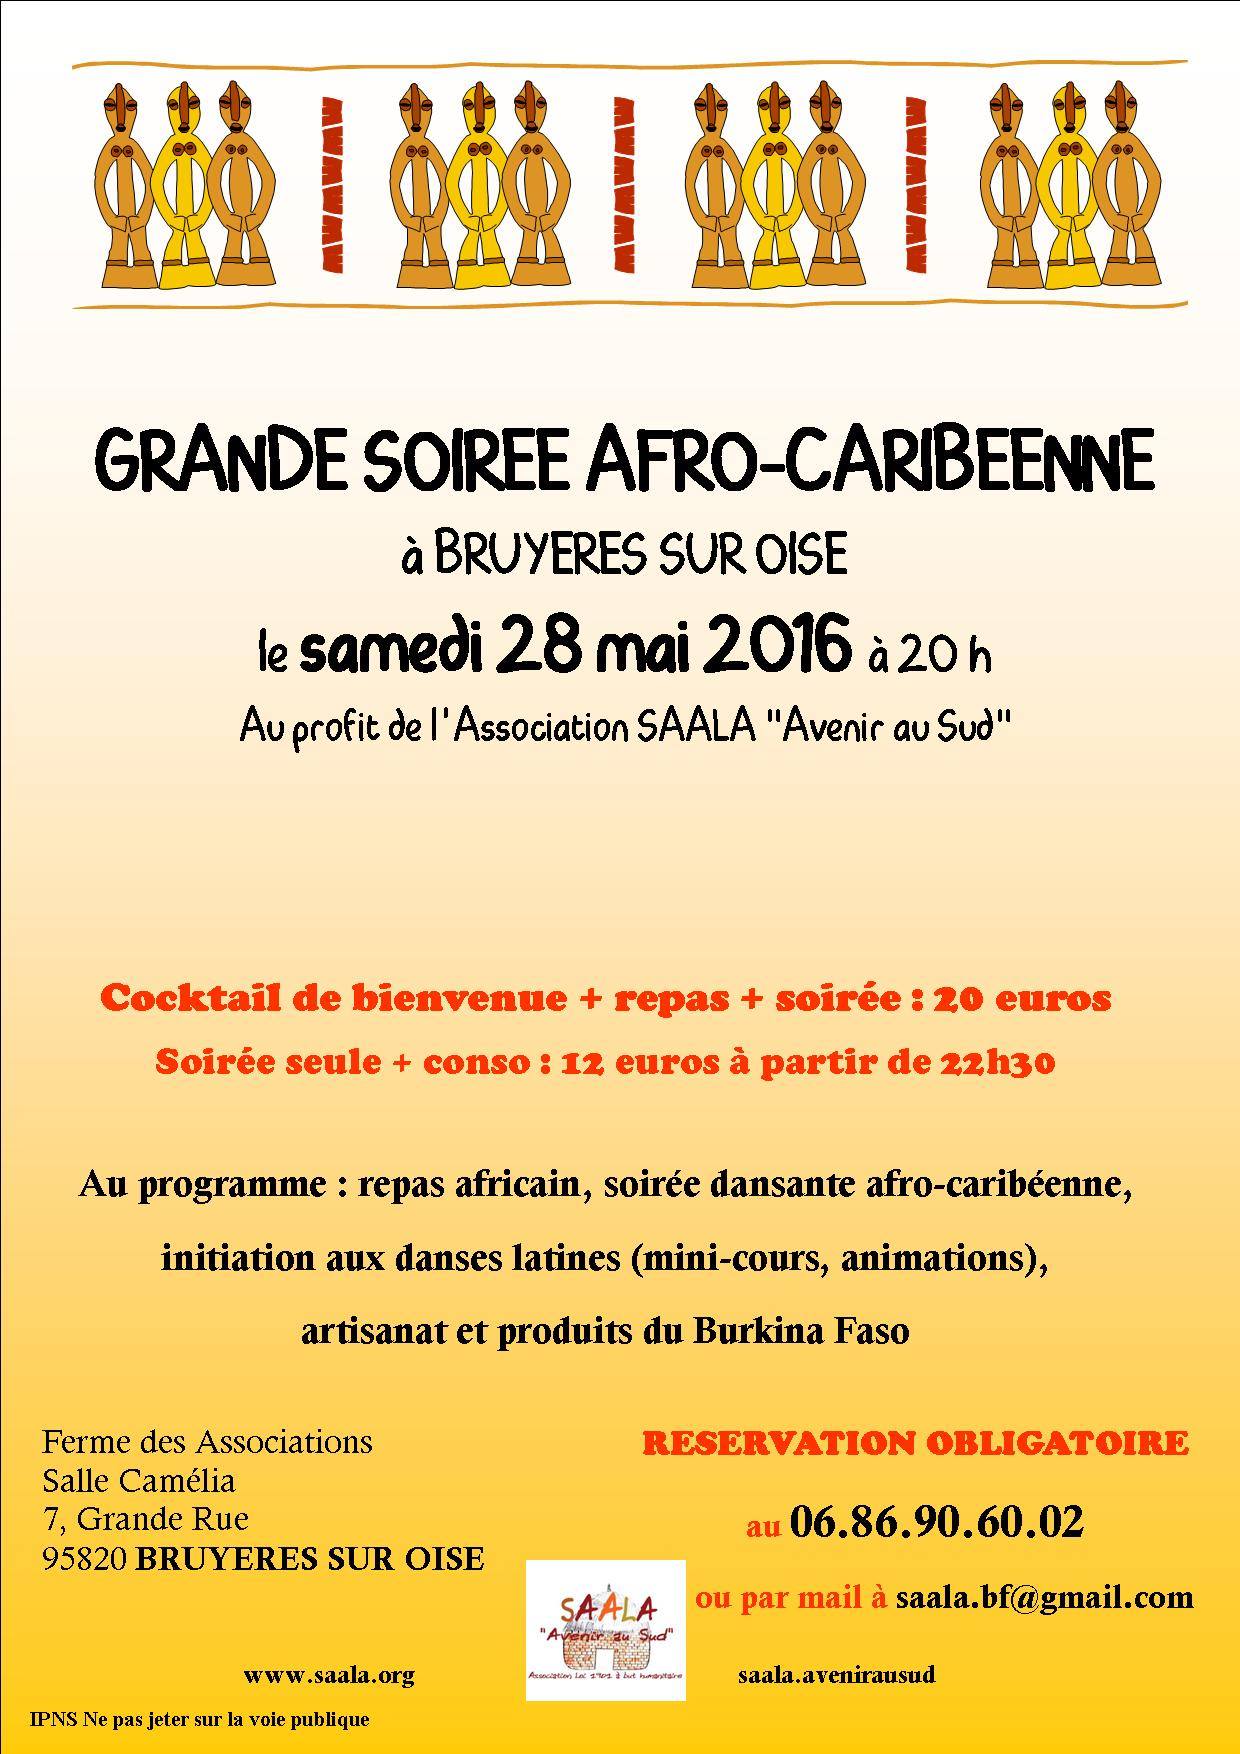 GRANDE SOIREE AFRO-CARIBEENNE
à BRUYERES SUR OISE
le samedi 28 mai 2016 à 20 h
Au profit de l'Association SAALA "Avenir au Sud"
Cocktail de bienvenue + repas + soirée : 20 euros
Soirée seule + conso : 12 euros à partir de 22h30
Au programme : repas africain, soirée dansante afro-caribéenne,
initiation aux danses latines (mini-cours, animations),
artisanat et produits du Burkina Faso
Ferme des Associations
Salle Camélia
7, Grande Rue
95820 BRUYERES SUR OISE
RESERVATION OBLIGATOIRE
au 06.86.90.60.02
ou par mail à saala.bf@gmail.com
SAALA
"Avenir au Sud"
Association Loi 1901 à but humanitaire
www.saala.org
saala.avenirausud
IPNS Ne pas jeter sur la voie publique